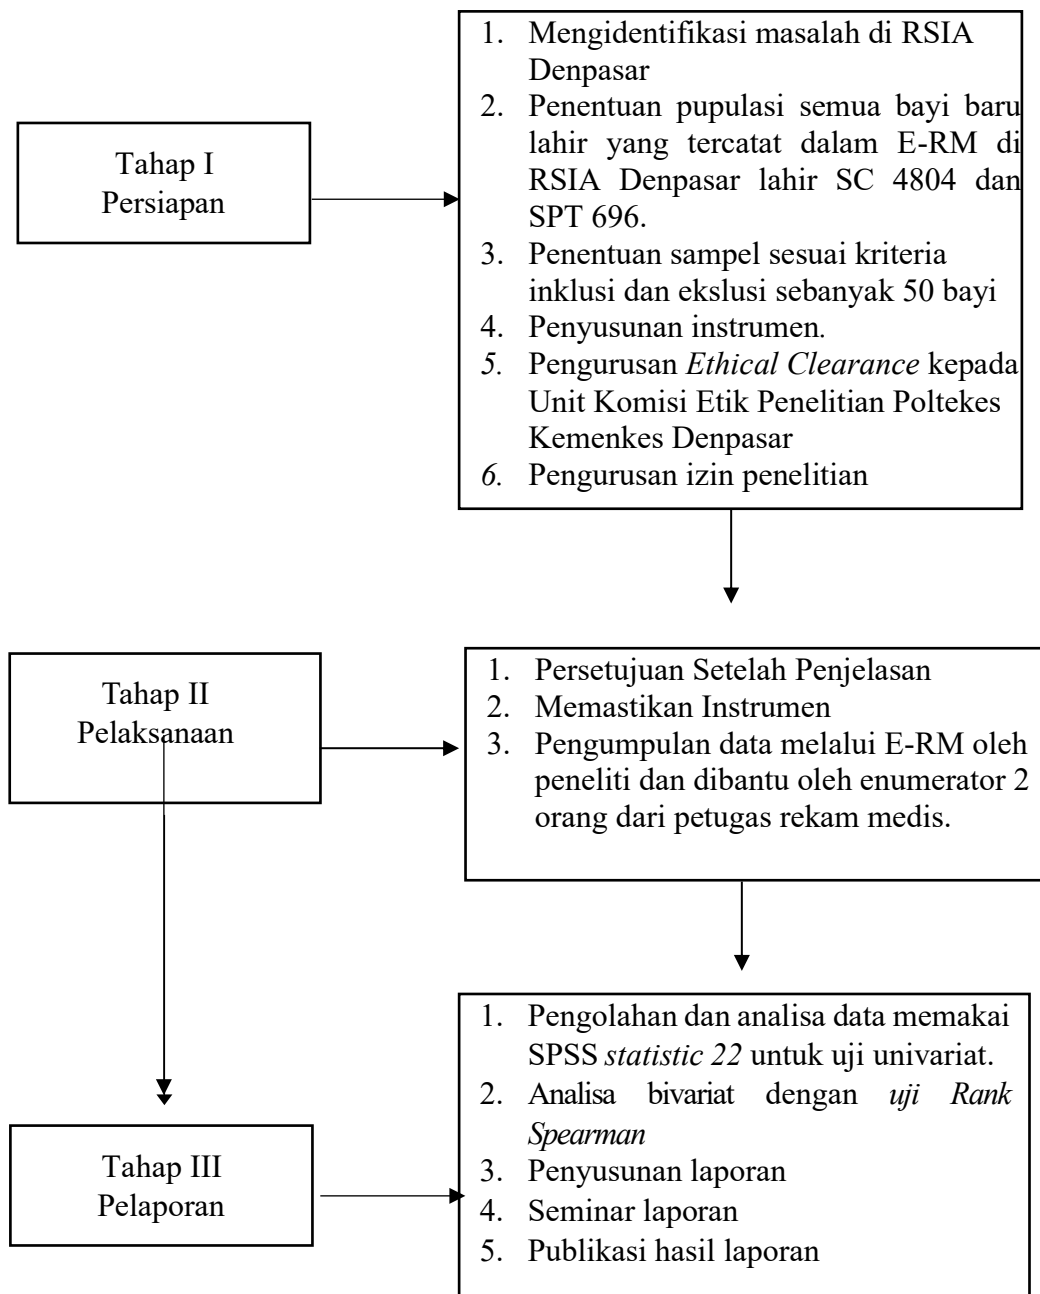 Tahap I
Persiapan
1. Mengidentifikasi masalah di RSIA
Denpasar
2. Penentuan pupulasi semua bayi baru
lahir yang tercatat dalam E-RM di
RSIA Denpasar lahir SC 4804 dan
SPT 696.
3. Penentuan sampel sesuai kriteria
inklusi dan ekslusi sebanyak 50 bayi
4. Penyusunan instrumen.
5. Pengurusan Ethical Clearance kepada
Unit Komisi Etik Penelitian Poltekes
Kemenkes Denpasar
6. Pengurusan izin penelitian
Tahap II
Pelaksanaan
1. Persetujuan Setelah Penjelasan
2. Memastikan Instrumen
3. Pengumpulan data melalui E-RM oleh
peneliti dan dibantu oleh enumerator 2
orang dari petugas rekam medis.
Tahap III
Pelaporan
1. Pengolahan dan analisa data memakai
SPSS statistic 22 untuk uji univariat.
2. Analisa bivariat dengan uji Rank
Spearman
3. Penyusunan laporan
4. Seminar laporan
5. Publikasi hasil laporan